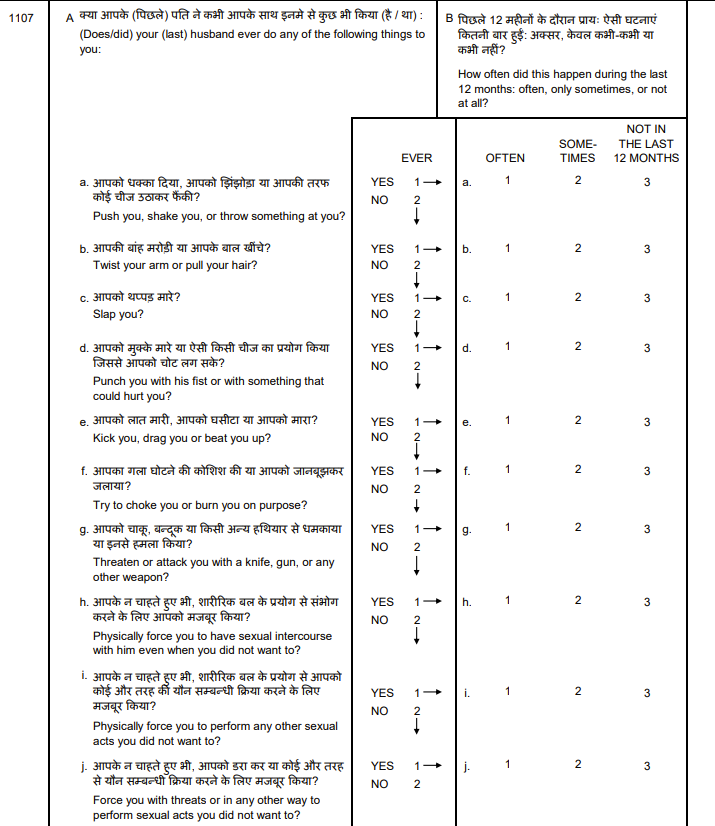 1107
A क्या आपके (पिछले) पति ने कभी आपके साथ इनमे से कुछ भी किया (है / था) :
(Does/did) your (last) husband ever do any of the following things to
you:
B पिछले 12 महीनों के दौरान प्रायः ऐसी घटनाएं
कितनी बार हुई: अक्सर, केवल कभी-कभी या
कभी नहीं?
How often did this happen during the last
12 months: often, only sometimes, or not
at all?
EVER OFTEN SOME-TIMES NOT IN THE LAST 12 MONTHS
a. आपको धक्का दिया, आपको झिंझोड़ा या आपकी तरफ
कोई चीज उठाकर फैंकी?
Push you, shake you, or throw something at you?
YES 1 a. 1 2 3
NO 2
b. आपकी बांह मरोड़ी या आपके बाल खींचे?
Twist your arm or pull your hair?
YES 1 b. 1 2 3
NO 2
c. आपको थप्पड़ मारे?
Slap you?
YES 1 c. 1 2 3
NO 2
d. आपको मुक्के मारे या ऐसी किसी चीज का प्रयोग किया
जिससे आपको चोट लग सके?
Punch you with his fist or with something that
could hurt you?
YES 1 d. 1 2 3
NO 2
e. आपको लात मारी, आपको घसीटा या आपको मारा?
Kick you, drag you or beat you up?
YES 1 e. 1 2 3
NO 2
f. आपका गला घोटने की कोशिश की या आपको जानबूझकर
जलाया?
Try to choke you or burn you on purpose?
YES 1 f. 1 2 3
NO 2
g. आपको चाकू, बन्दूक या किसी अन्य हथियार से धमकाया
या इनसे हमला किया?
Threaten or attack you with a knife, gun, or any
other weapon?
YES 1 g. 1 2 3
NO 2
h. आपके न चाहते हुए भी, शारीरिक बल के प्रयोग से संभोग
करने के लिए आपको मजबूर किया?
Physically force you to have sexual intercourse
with him even when you did not want to?
YES 1 h. 1 2 3
NO 2
i. आपके न चाहते हुए भी, शारीरिक बल के प्रयोग से आपको
कोई और तरह की यौन सम्बन्धी क्रिया करने के लिए
मजबूर किया?
Physically force you to perform any other sexual
acts you did not want to?
YES 1 i. 1 2 3
NO 2
j. आपके न चाहते हुए भी, आपको डरा कर या कोई और तरह
से यौन सम्बन्धी क्रिया करने के लिए मजबूर किया?
Force you with threats or in any other way to
perform sexual acts you did not want to?
YES 1 j. 1 2 3
NO 2